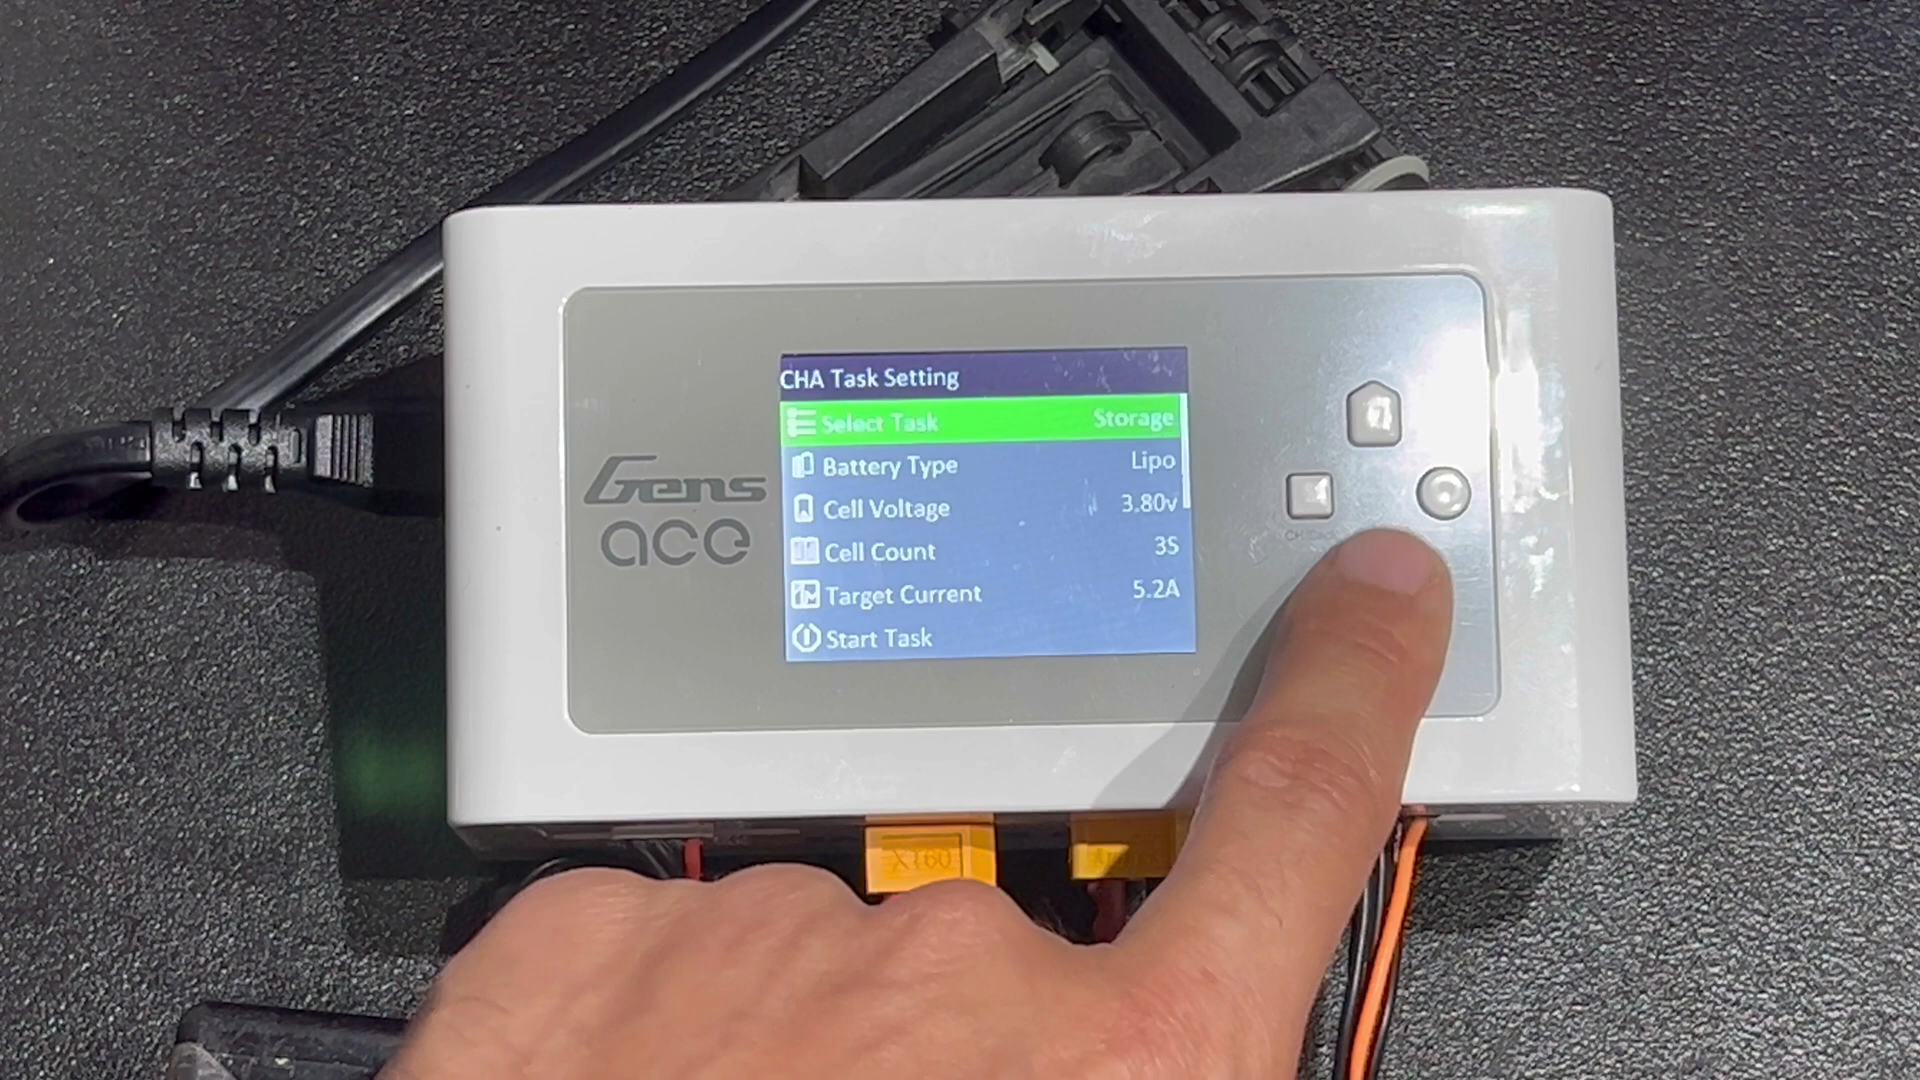 CHA Task Setting
Select Task Storage
Battery Type Lipo
Cell Voltage 3.80v
Cell Count 3S
Target Current 5.2A
Start Task
Gens
ace
XT60